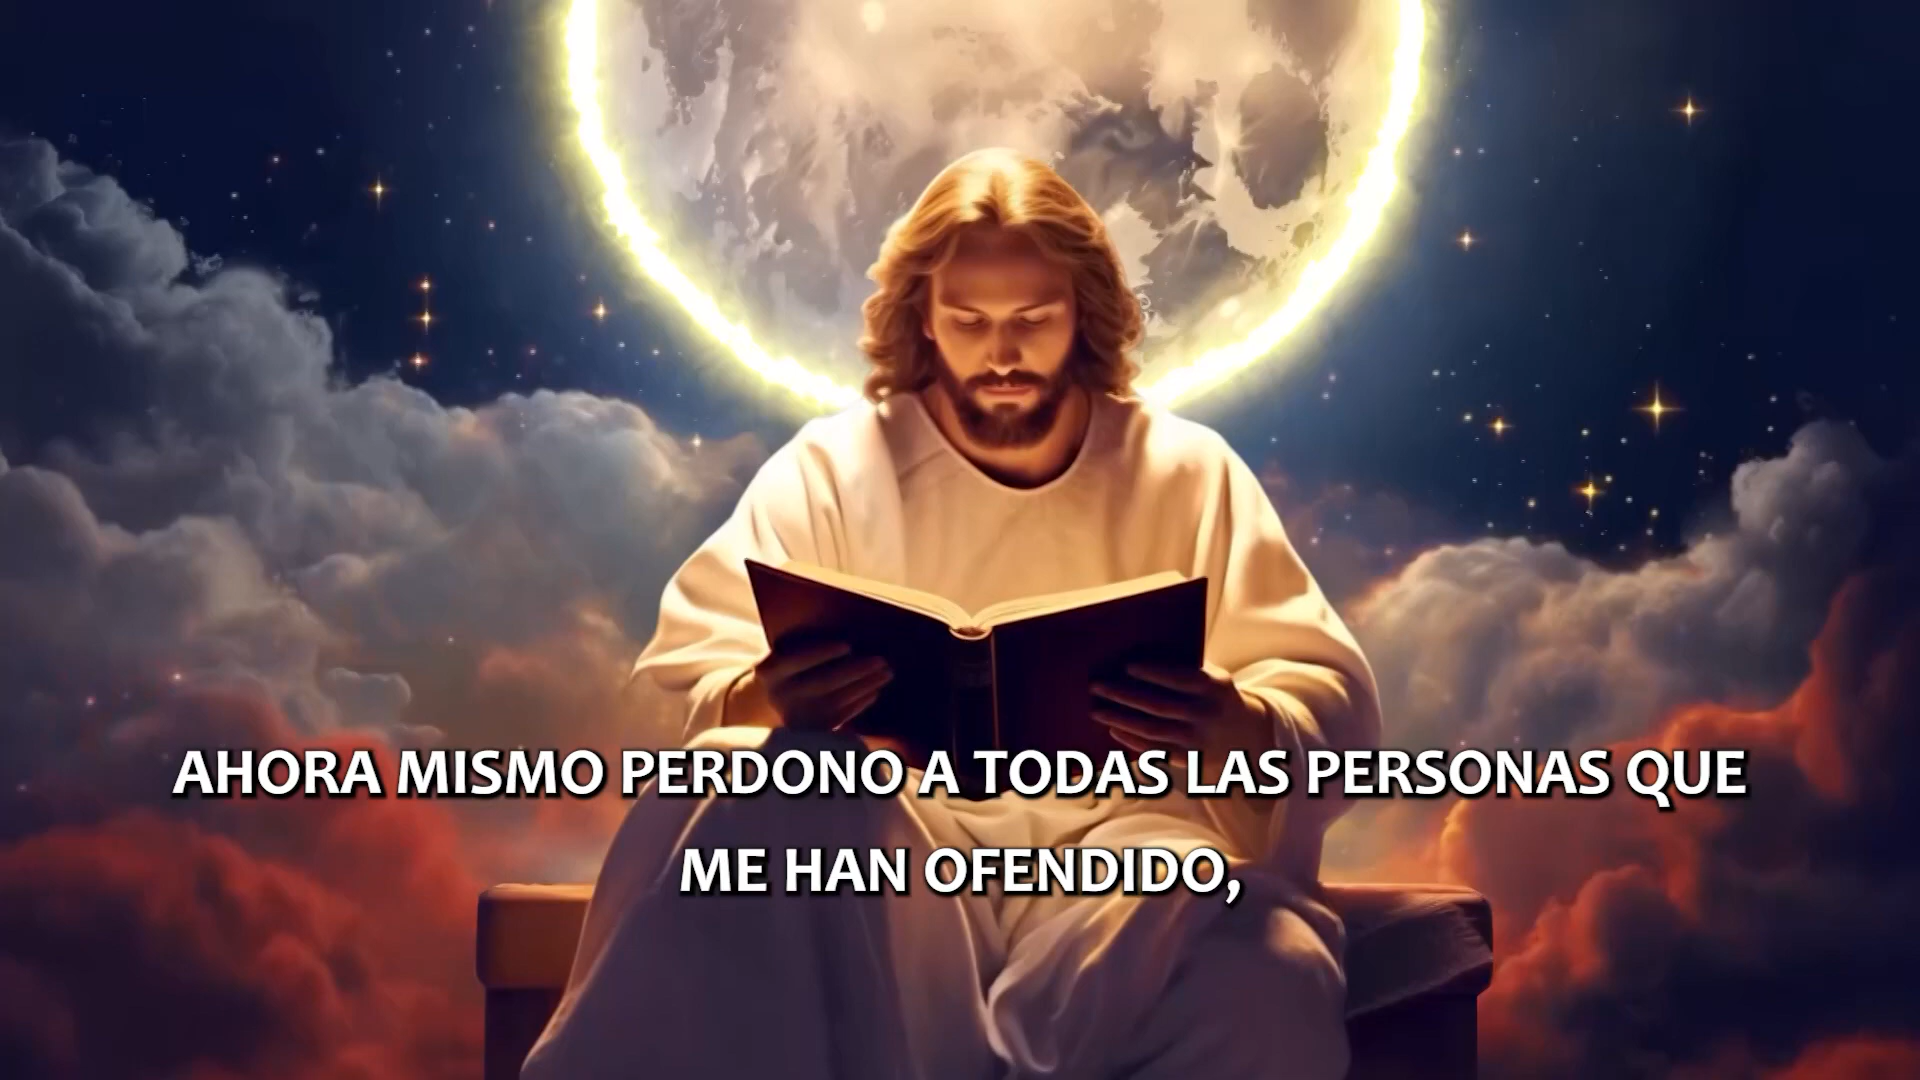 AHORA MISMO PERDONO A TODAS LAS PERSONAS QUE
ME HAN OFENDIDO,